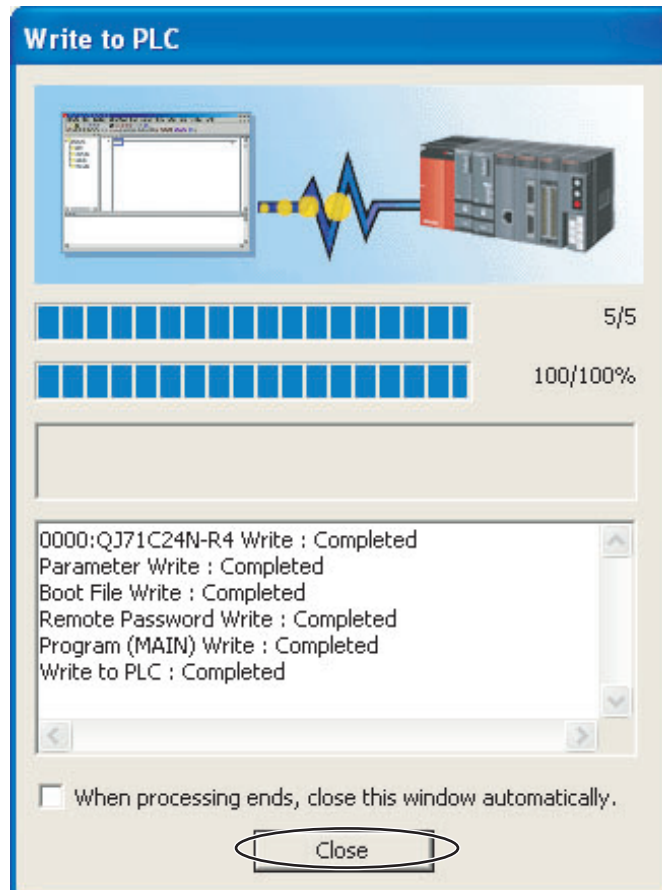 Write to PLC
5/5
100/100%
0000:QJ71C24N-R4 Write : Completed
Parameter Write : Completed
Boot File Write : Completed
Remote Password Write : Completed
Program (MAIN) Write : Completed
Write to PLC : Completed
When processing ends, close this window automatically.
Close